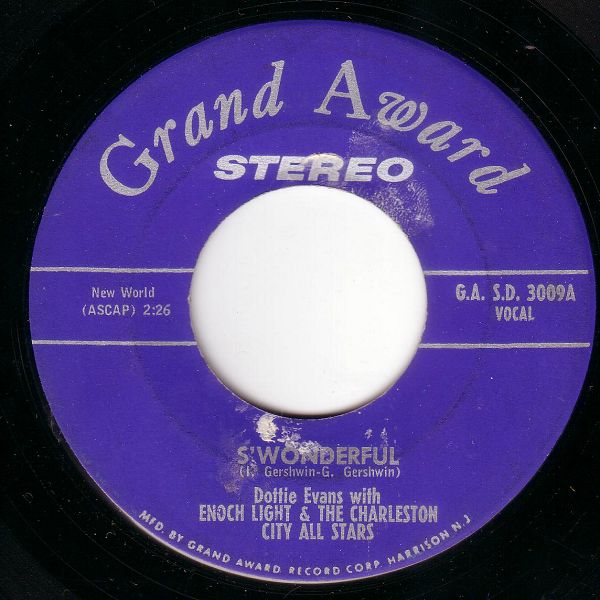 Grand Award
STEREO
New World
(ASCAP) 2:26
G.A. S.D. 3009A
VOCAL
S'WONDERFUL
(I. Gershwin-G. Gershwin)
Dottie Evans with
ENOCH LIGHT & THE CHARLESTON
CITY ALL STARS
MFD. BY GRAND AWARD RECORD CORP. HARRISON N.J.